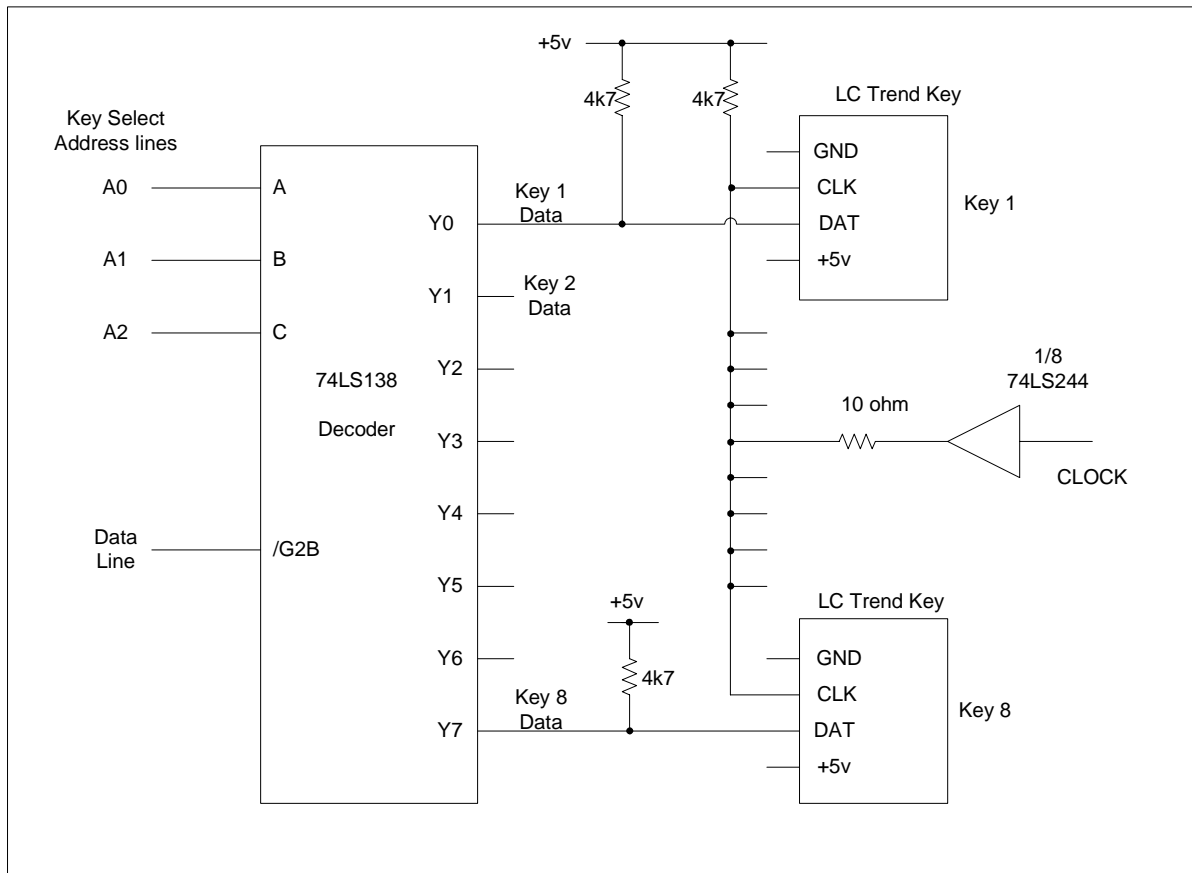 +5v
4k7
4k7
LC Trend Key
Key Select
Address lines
GND
A0
A
CLK
Key 1
Key 1
Data
Y0
DAT
A1
B
+5v
Y1
Key 2
Data
A2
C
1/8
74LS244
74LS138
Y2
10 ohm
Decoder
Y3
CLOCK
Y4
Data
Line
/G2B
Y5
+5v
LC Trend Key
Y6
4k7
GND
Key 8
Data
CLK
Key 8
Y7
DAT
+5v